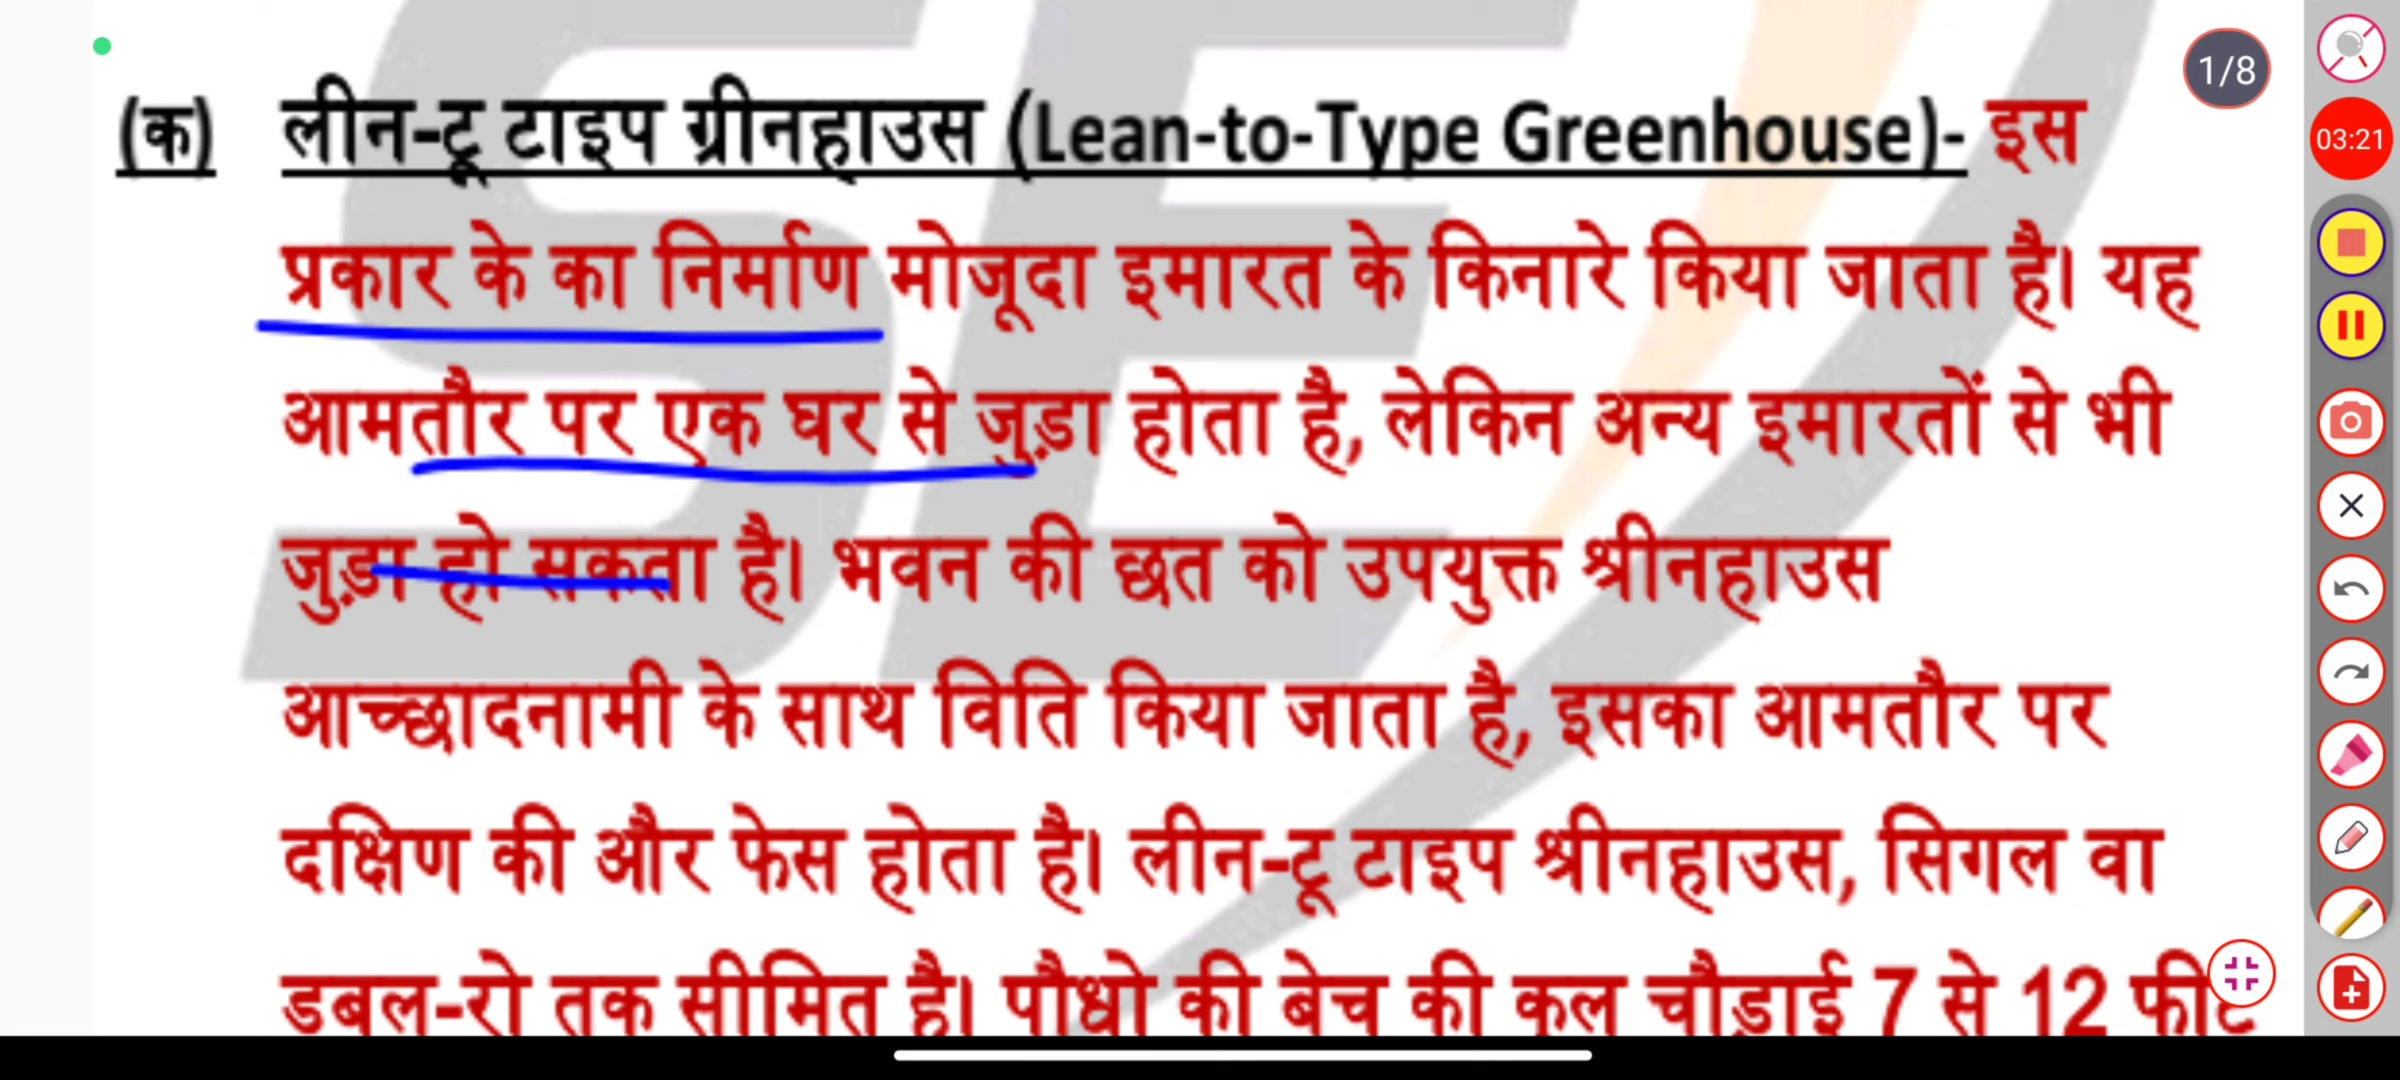 1/8
03:21
(क) लीन-टू टाइप ग्रीनहाउस (Lean-to-Type Greenhouse)- इस
प्रकार के का निर्माण मोजूदा इमारत के किनारे किया जाता है। यह
आमतौर पर एक घर से जुड़ा होता है, लेकिन अन्य इमारतों से भी
जुड़ा हो सकता है। भवन की छत को उपयुक्त श्रीनहाउस
आच्छादनामी के साथ विति किया जाता है, इसका आमतौर पर
दक्षिण की और फेस होता है। लीन-टू टाइप श्रीनहाउस, सिगल वा
डबल-रो तक सीमित है। पौधो की बेच की कुल चौड़ाई 7 से 12 फीट